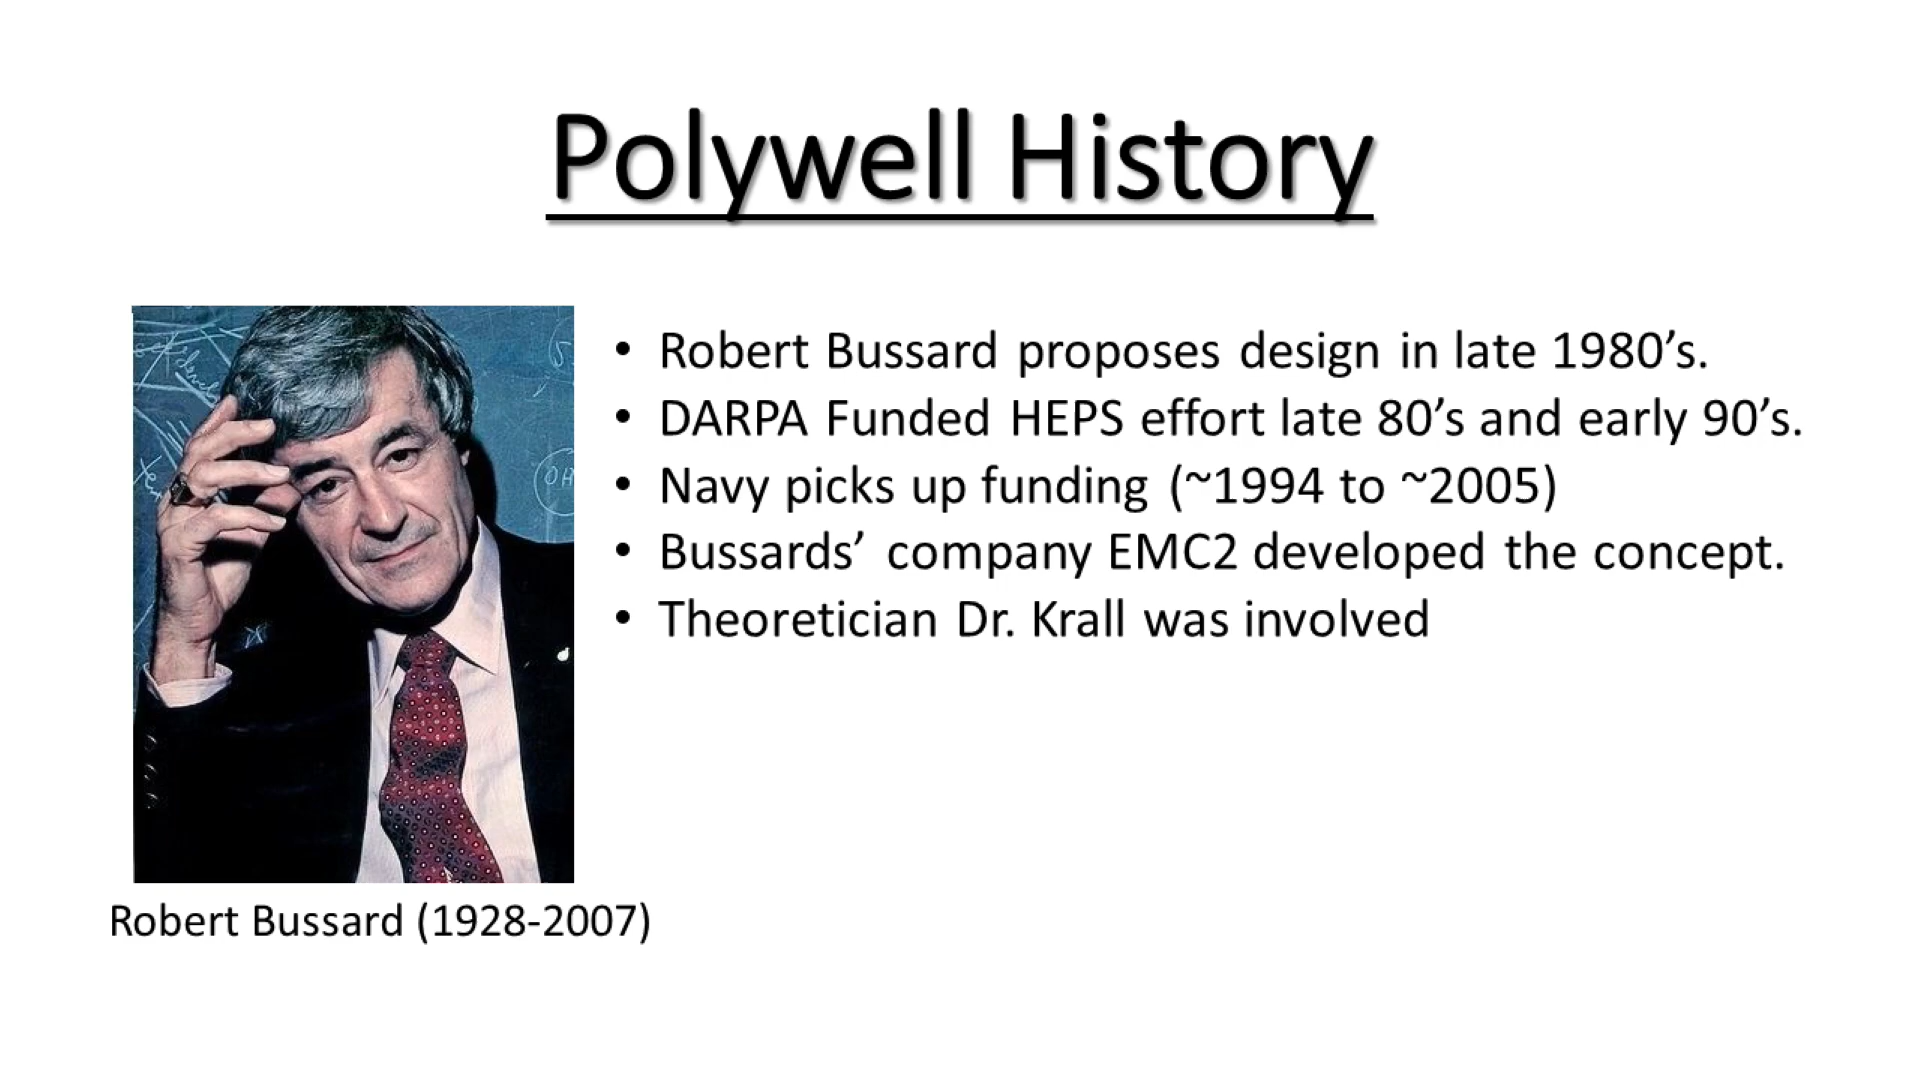 Polywell History
• Robert Bussard proposes design in late 1980’s.
• DARPA Funded HEPS effort late 80’s and early 90’s.
• Navy picks up funding (~1994 to ~2005)
• Bussards’ company EMC2 developed the concept.
• Theoretician Dr. Krall was involved
Robert Bussard (1928-2007)